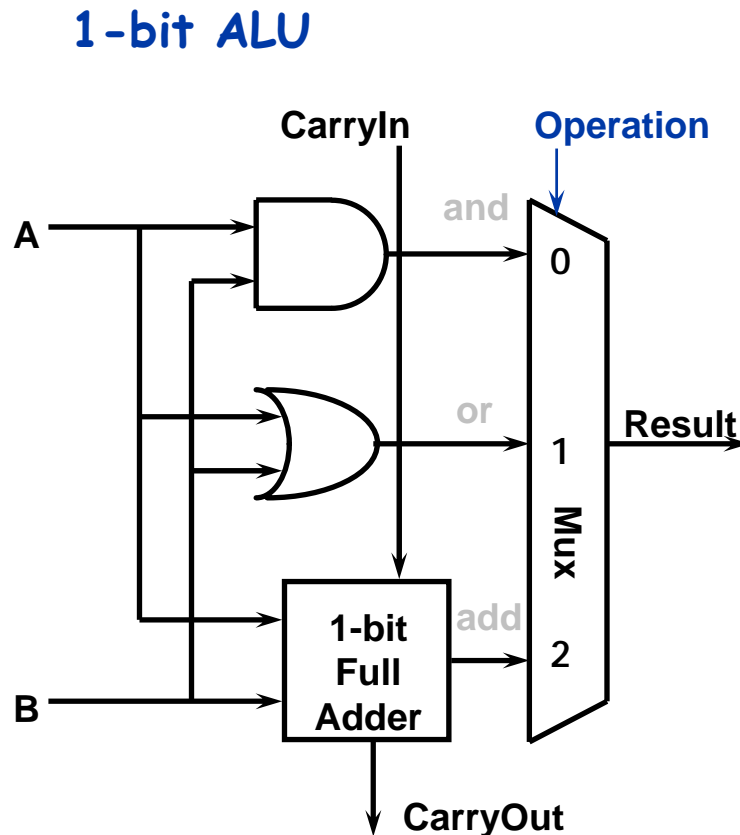 1-bit ALU
CarryIn
Operation
and
A
0
or
Result
1
Mux
add
1-bit
Full
Adder
2
B
CarryOut